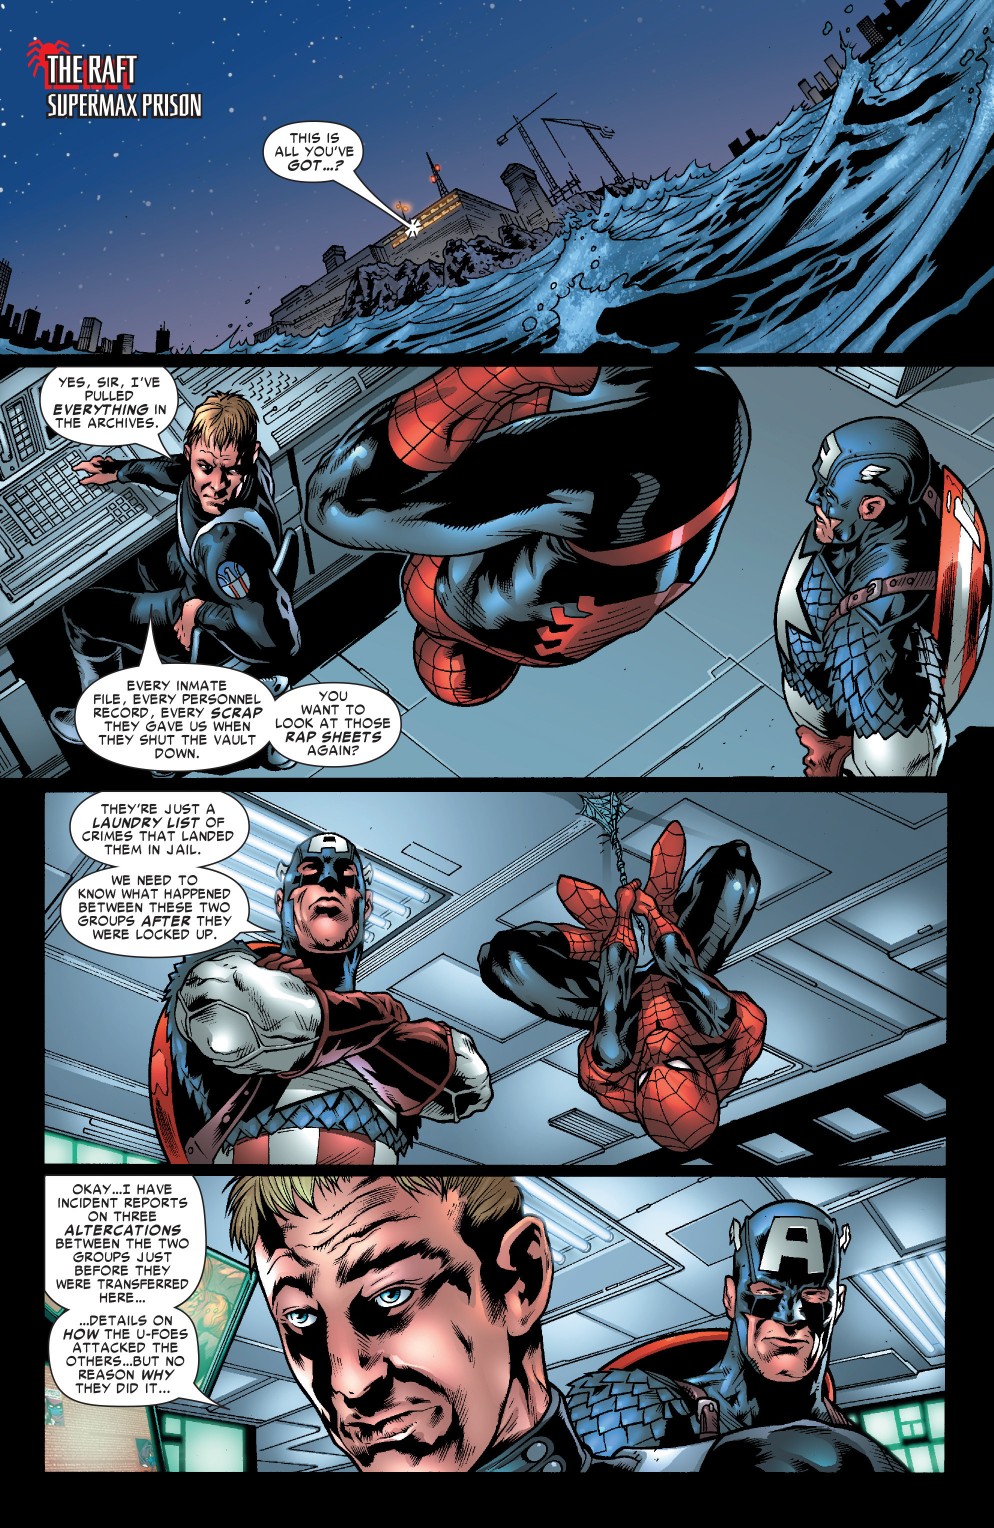 THE RAFT
SUPERMAX PRISON
THIS IS
ALL YOU'VE
GOT...?
YES, SIR, I'VE
PULLED
EVERYTHING IN
THE ARCHIVES.
EVERY INMATE
FILE, EVERY PERSONNEL
RECORD, EVERY SCRAP
THEY GAVE US WHEN
THEY SHUT THE VAULT
DOWN.
YOU
WANT TO
LOOK AT THOSE
RAP SHEETS
AGAIN?
THEY'RE JUST A
LAUNDRY LIST OF
CRIMES THAT LANDED
THEM IN JAIL.
WE NEED TO
KNOW WHAT HAPPENED
BETWEEN THESE TWO
GROUPS AFTER THEY
WERE LOCKED UP.
OKAY...I HAVE
INCIDENT REPORTS
ON THREE
ALTERCATIONS
BETWEEN THE TWO
GROUPS JUST
BEFORE THEY
WERE TRANSFERRED
HERE...
...DETAILS ON
HOW THE U-FOES
ATTACKED THE
OTHERS...BUT NO
REASON WHY
THEY DID IT...
A
A